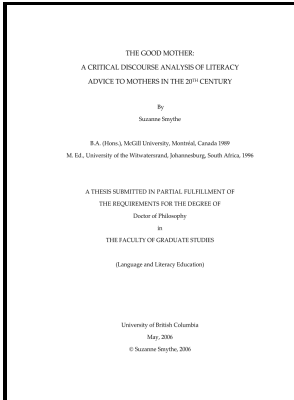 THE GOOD MOTHER:
A CRITICAL DISCOURSE ANALYSIS OF LITERACY
ADVICE TO MOTHERS IN THE 20TH CENTURY
By
Suzanne Smythe
B.A. (Hons.), McGill University, Montréal, Canada 1989
M. Ed., University of the Witwatersrand, Johannesburg, South Africa, 1996
A THESIS SUBMITTED IN PARTIAL FULFILLMENT OF
THE REQUIREMENTS FOR THE DEGREE OF
Doctor of Philosophy
in
THE FACULTY OF GRADUATE STUDIES
(Language and Literacy Education)
University of British Columbia
May, 2006
© Suzanne Smythe, 2006